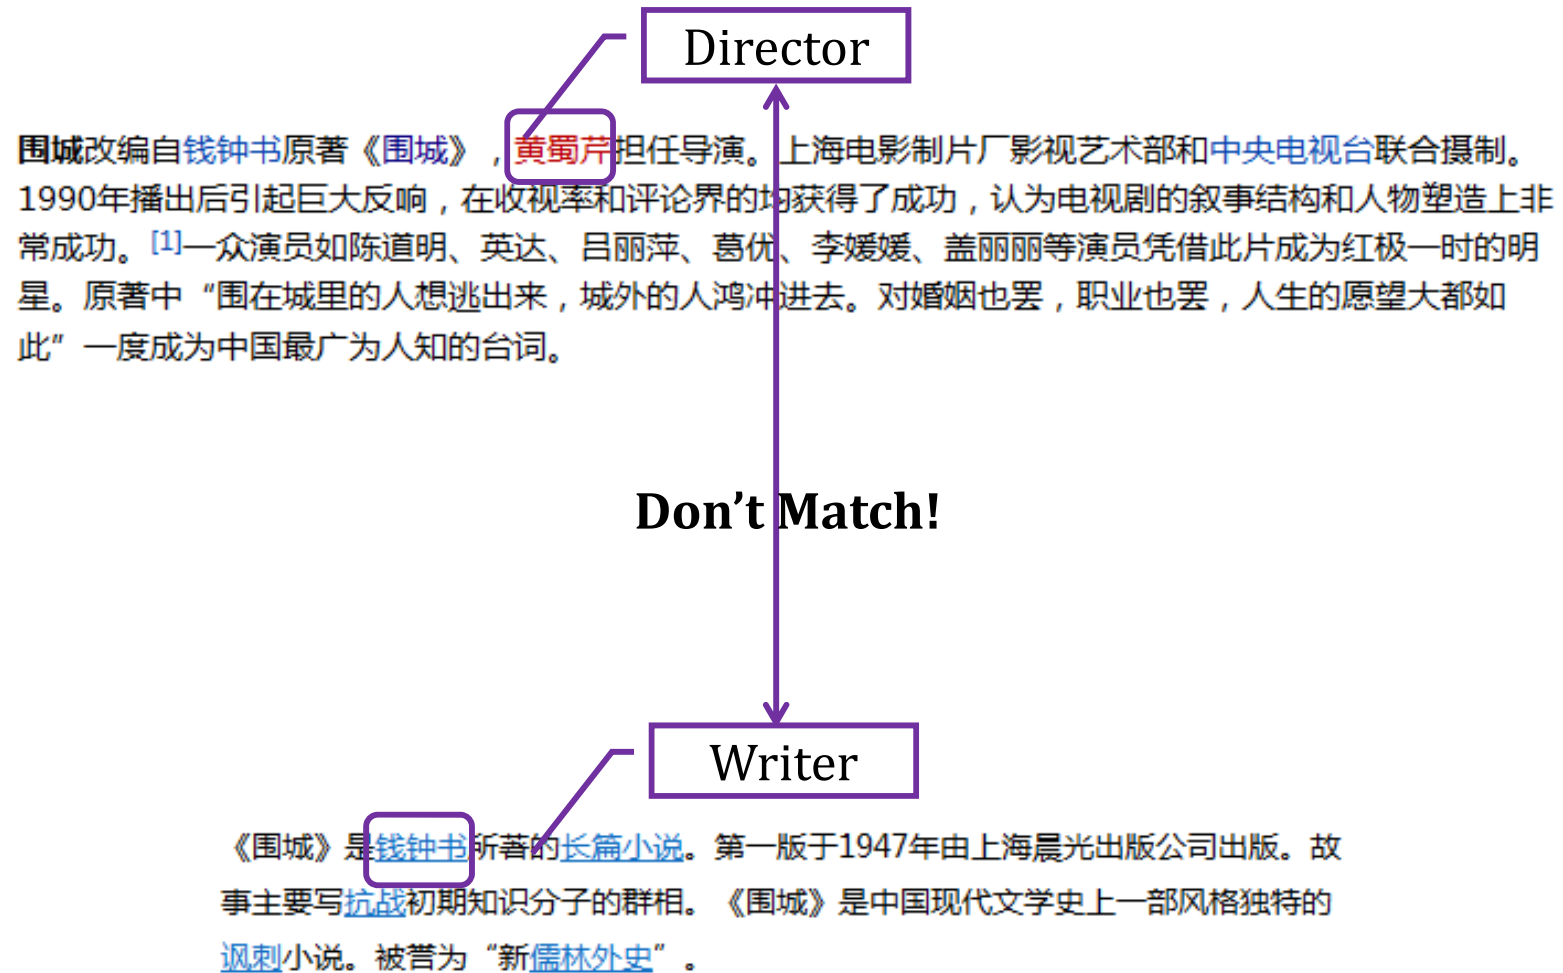 Director
围城改编自钱钟书原著《围城》，黄蜀芹担任导演。上海电影制片厂影视艺术部和中央电视台联合摄制。
1990年播出后引起巨大反响，在收视率和评论界的均获得了成功，认为电视剧的叙事结构和人物塑造上非
常成功。[1]一众演员如陈道明、英达、吕丽萍、葛优、李媛媛、盖丽丽等演员凭借此片成为红极一时的明
星。原著中“围在城里的人想逃出来，城外的人鸿冲进去。对婚姻也罢，职业也罢，人生的愿望大都如
此”一度成为中国最广为人知的台词。
Don’t Match!
Writer
《围城》是钱钟书所著的长篇小说。第一版于1947年由上海晨光出版公司出版。故
事主要写抗战初期知识分子的群相。《围城》是中国现代文学史上一部风格独特的
讽刺小说。被誉为“新儒林外史”。